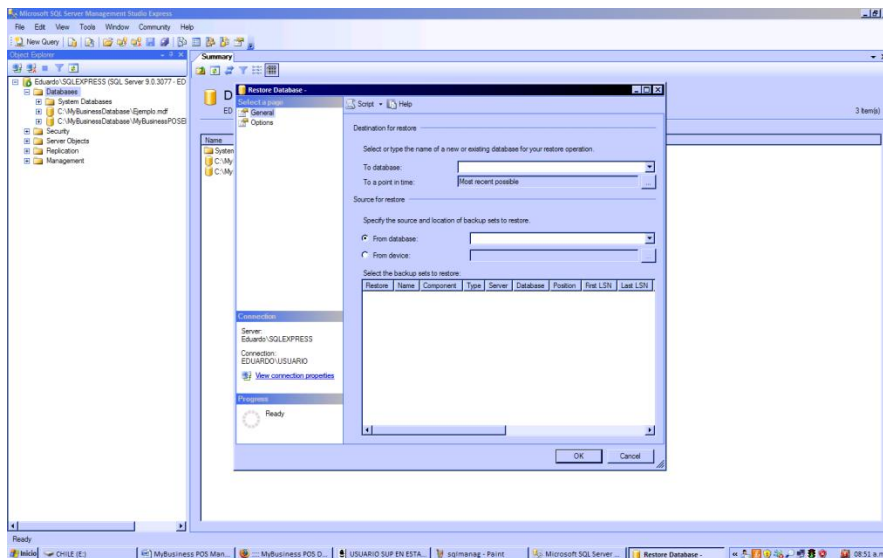 Microsoft SQL Server Management Studio Express
File Edit View Tools Window Community Help
New Query
Object Explorer
Summary
Eduardo\SQLEXPRESS (SQL Server 9.0.3077 - ED
Databases
System Databases
C:\MyBusinessDatabase\Ejemplo.mdf
C:\MyBusinessDatabase\MyBusinessPOSE
Security
Server Objects
Replication
Management
D
ED
3 Item(s)
Name
System
C:\My
C:\My
Restore Database -
Select a page
General
Options
Script Help
Destination for restore
Select or type the name of a new or existing database for your restore operation.
To database:
To a point in time: Most recent possible ...
Source for restore
Specify the source and location of backup sets to restore.
From database:
From device: ...
Select the backup sets to restore:
Restore Name Component Type Server Database Position First LSN Last LSN
Connection
Server:
Eduardo\SQLEXPRESS
Connection:
EDUARDO\USUARIO
View connection properties
Progress
Ready
OK Cancel
Ready
Inicio CHILE (E:) MyBusiness POS Man... ::: MyBusiness POS D... USUARIO SUP EN ESTA... sqlmanag - Paint Microsoft SQL Server ... Restore Database - 08:51 a.m.